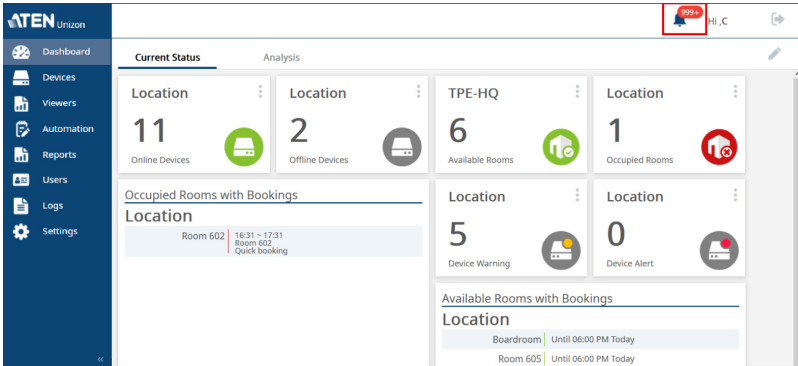 ATEN Unizon
999+
Hi ,C
Dashboard
Devices
Viewers
Automation
Reports
Users
Logs
Settings
«
Current Status
Analysis
Location
11
Online Devices
Location
2
Offline Devices
TPE-HQ
6
Available Rooms
Location
1
Occupied Rooms
Occupied Rooms with Bookings
Location
Room 602
16:31 ~ 17:31
Room 602
Quick booking
Location
5
Device Warning
Location
0
Device Alert
Available Rooms with Bookings
Location
Boardroom Until 06:00 PM Today
Room 605 Until 06:00 PM Today